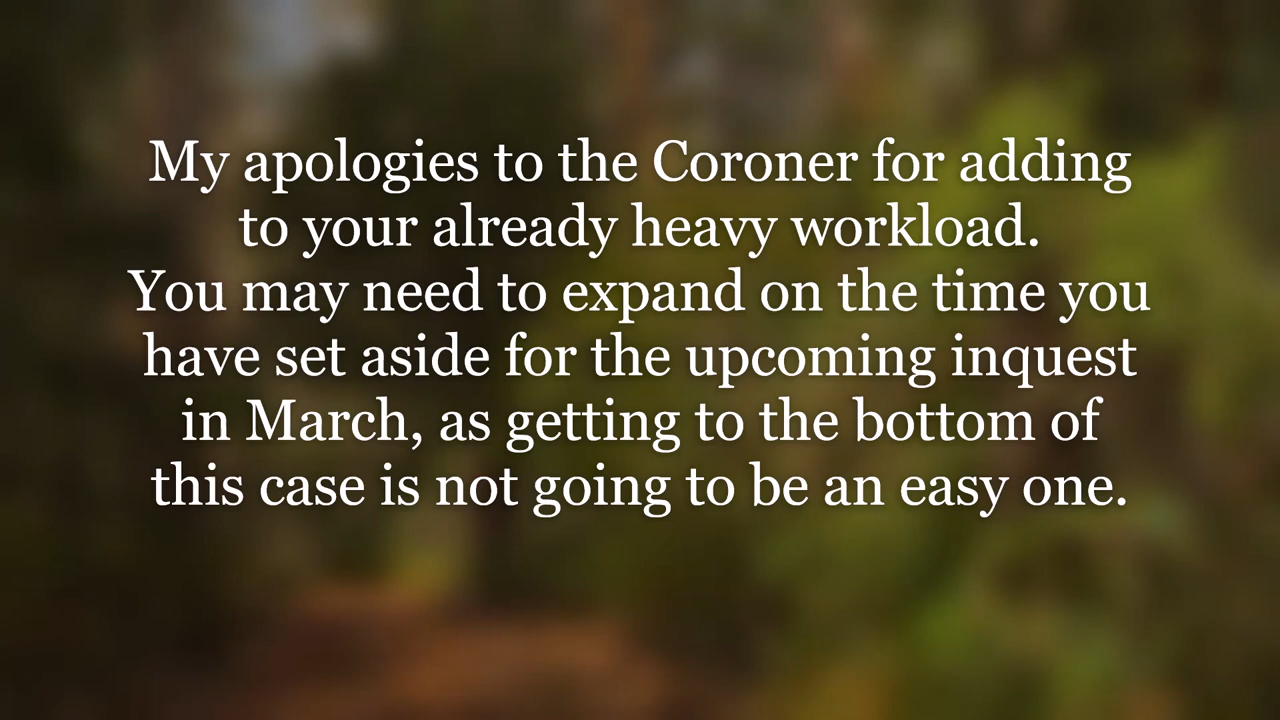 My apologies to the Coroner for adding
to your already heavy workload.
You may need to expand on the time you
have set aside for the upcoming inquest
in March, as getting to the bottom of
this case is not going to be an easy one.